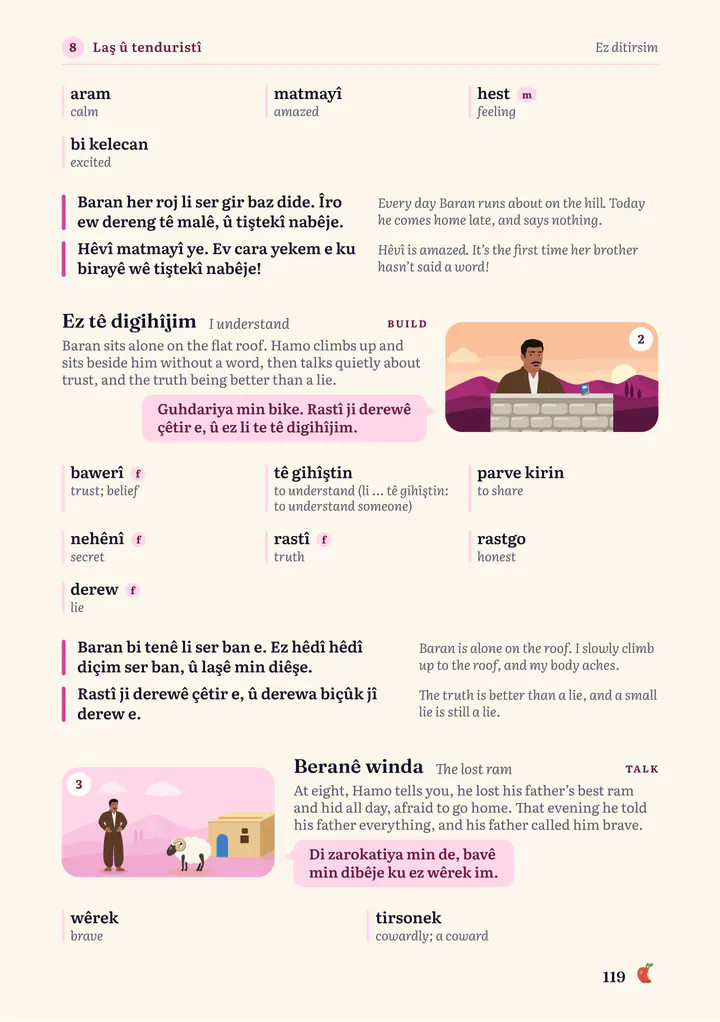 8 Laş û tenduristî
Ez ditirsim
aram
calm
matmayî
amazed
hest m
feeling
bi kelecan
excited
Baran her roj li ser gir baz dide. Îro
ew dereng tê malê, û tiştekî nabêje.
Every day Baran runs about on the hill. Today
he comes home late, and says nothing.
Hêvî matmayî ye. Ev cara yekem e ku
birayê wê tiştekî nabêje!
Hêvî is amazed. It’s the first time her brother
hasn’t said a word!
Ez tê digihîjim I understand
BUILD
Baran sits alone on the flat roof. Hamo climbs up and
sits beside him without a word, then talks quietly about
trust, and the truth being better than a lie.
2
Guhdariya min bike. Rastî ji derewê
çêtir e, û ez li te tê digihîjim.
bawerî f
trust; belief
tê gihîştin
to understand (li … tê gihîştin:
to understand someone)
parve kirin
to share
nehênî f
secret
rastî f
truth
rastgo
honest
derew f
lie
Baran bi tenê li ser ban e. Ez hêdî hêdî
diçim ser ban, û laşê min diêşe.
Baran is alone on the roof. I slowly climb
up to the roof, and my body aches.
Rastî ji derewê çêtir e, û derewa biçûk jî
derew e.
The truth is better than a lie, and a small
lie is still a lie.
3
Beranê winda The lost ram
TALK
At eight, Hamo tells you, he lost his father’s best ram
and hid all day, afraid to go home. That evening he told
his father everything, and his father called him brave.
Di zarokatiya min de, bavê
min dibêje ku ez wêrek im.
wêrek
brave
tirsonek
cowardly; a coward
119